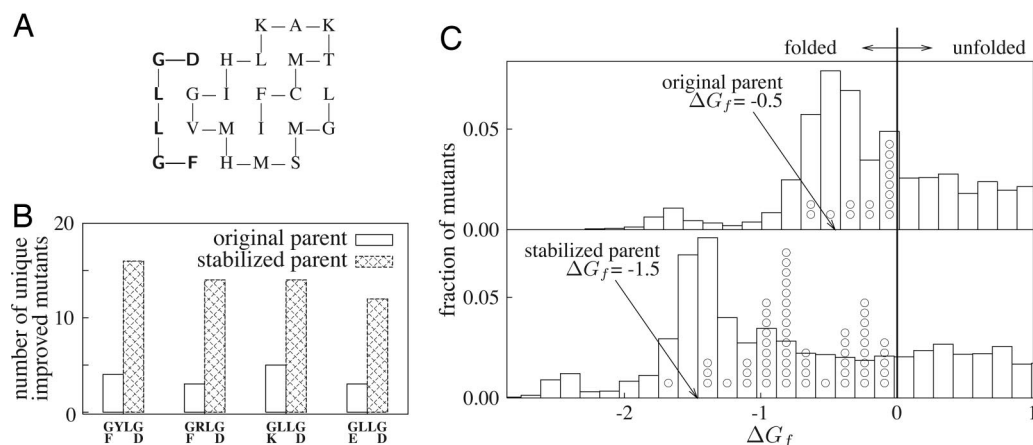 A
K—A—K
G—D H—L M—T
L G—I F—C L
L V—M I M—G
G—F H—M—S
B
20
10
0
number of unique
improved mutants
original parent
stabilized parent
GYLG
F D
GRLG
F D
GLLG
K D
GLLG
E D
C
folded
unfolded
original parent
ΔG_f = -0.5
0.05
0.00
fraction of mutants
stabilized parent
ΔG_f = -1.5
0.05
0.00
-2 -1 0 1
ΔG_f